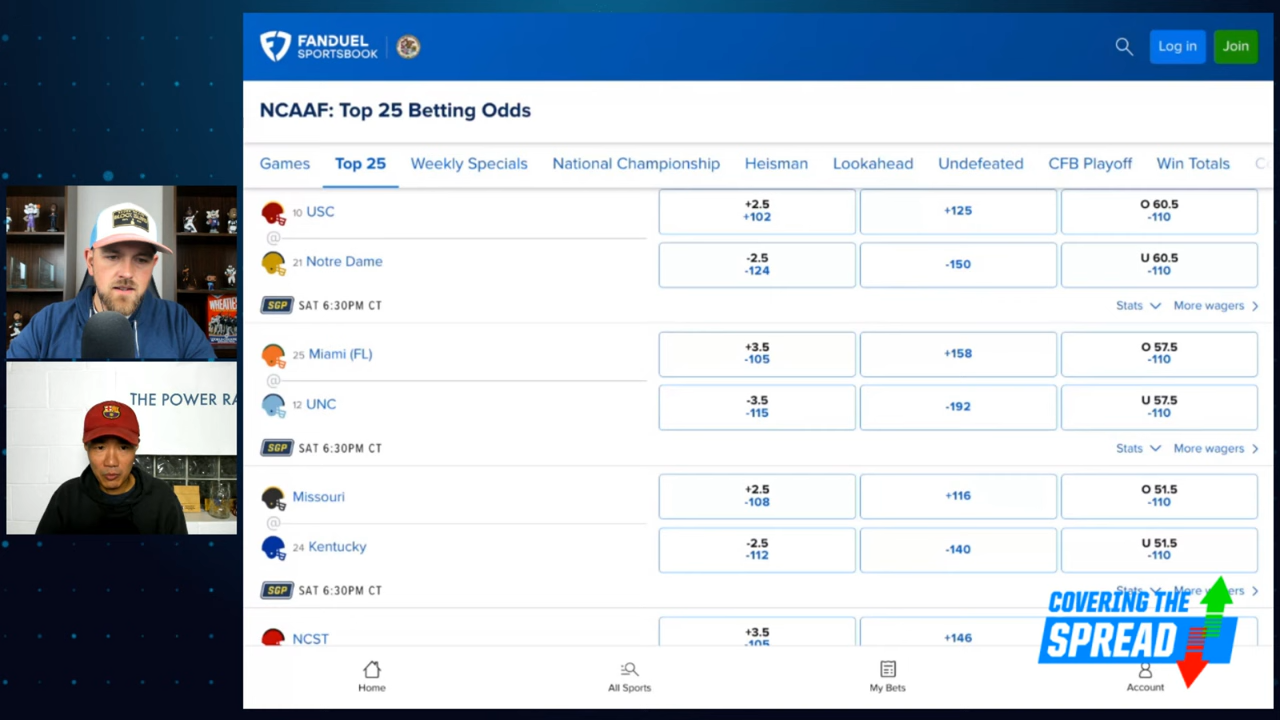 FANDUEL
SPORTSBOOK
Log in
Join
NCAAF: Top 25 Betting Odds
Games
Top 25
Weekly Specials
National Championship
Heisman
Lookahead
Undefeated
CFB Playoff
Win Totals
10 USC
+2.5
+102
+125
O 60.5
-110
@
21 Notre Dame
-2.5
-124
-150
U 60.5
-110
SGP SAT 6:30PM CT
Stats
More wagers
25 Miami (FL)
+3.5
-105
+158
O 57.5
-110
@
12 UNC
-3.5
-115
-192
U 57.5
-110
SGP SAT 6:30PM CT
Stats
More wagers
Missouri
+2.5
-108
+116
O 51.5
-110
@
24 Kentucky
-2.5
-112
-140
U 51.5
-110
SGP SAT 6:30PM CT
Stats
More wagers
NCST
+3.5
-105
+146
Home
All Sports
My Bets
Account
COVERING THE
SPREAD
WHEATIES
THE POWER RA